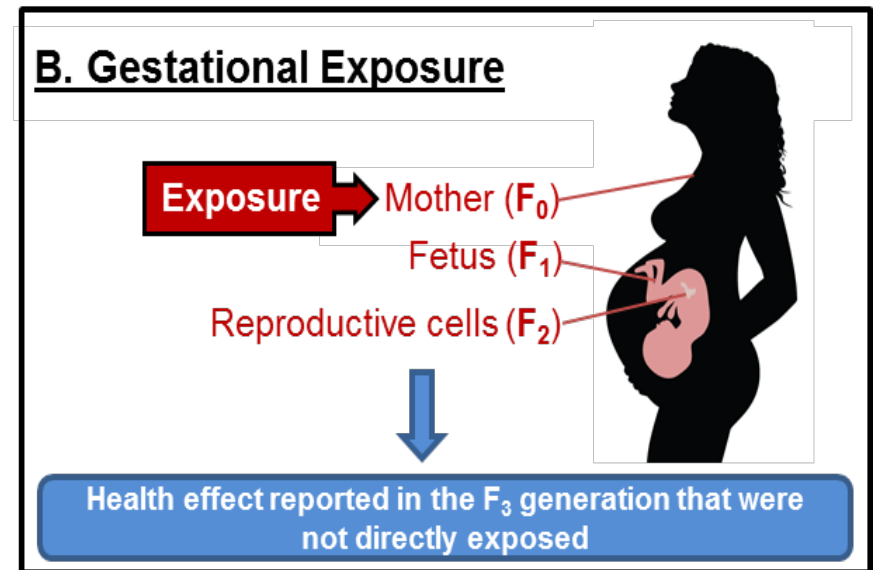 B. Gestational Exposure
Exposure
Mother (F₀)
Fetus (F₁)
Reproductive cells (F₂)
Health effect reported in the F₃ generation that were
not directly exposed